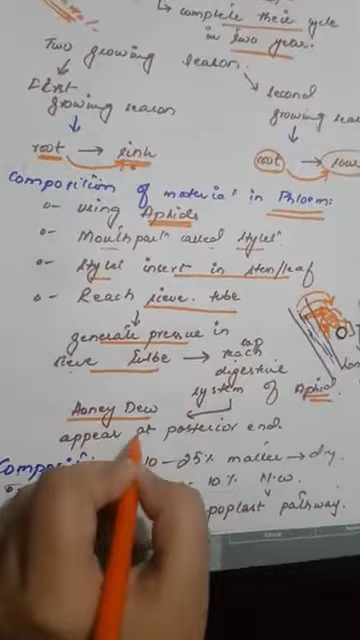 ↳ complete their cycle
in two year.
Two growing season.
First
growing season
second
growing sea
root → sink
root → sour
Composition of material in Phloem:
using Aphids
Mouthpart called stylet
stylet insert in stem/leaf
Reach sieve tube
generate pressure in
sieve tube → reach
digestive
system of Aphid
Honey Dew
appear at posterior end.
Composi 10-25% matter → dry.
10% M.w.
poplast pathway.